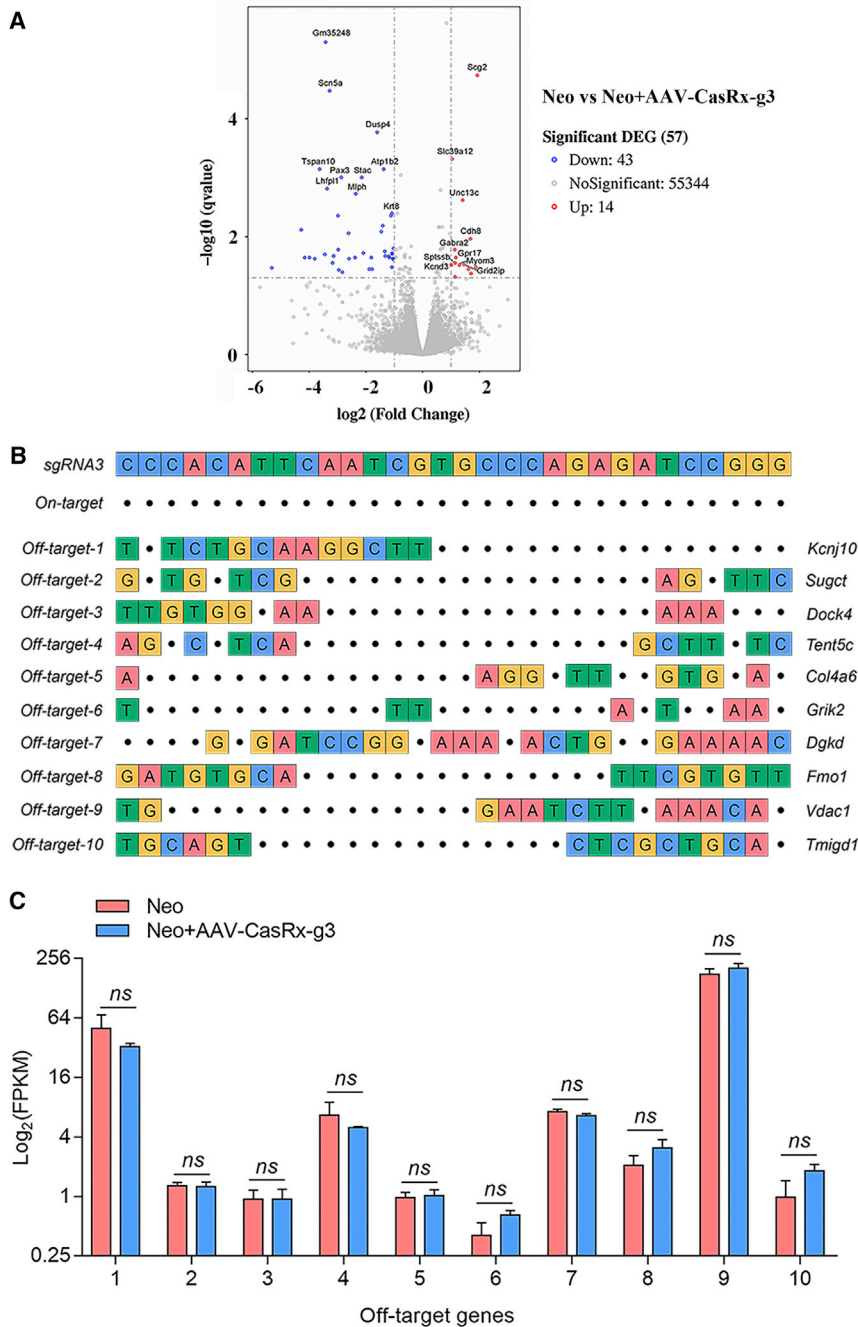 A
Gm35248
Scg2
Scn5a
Dusp4
Slc39a12
Tspan10
Atp1b2
Pax3
Stac
Lhfpl1
Mlph
Unc13c
Krt8
Cdh8
Gabra2
Gpr17
Sptssb
Myom3
Kcnd3
Grid2ip
4
2
0
-6
-4
-2
0
2
−log10 (qvalue)
log2 (Fold Change)
Neo vs Neo+AAV-CasRx-g3
Significant DEG (57)
Down: 43
NoSignificant: 55344
Up: 14
B
sgRNA3 C C C A C A T T C A A T C G T G C C C A G A G A T C C G G G
On-target
Off-target-1 T T C T G C A A G G C T T Kcnj10
Off-target-2 G T G T C G A G T T C Sugct
Off-target-3 T T G T G G A A A A A Dock4
Off-target-4 A G C T C A G C T T T C Tent5c
Off-target-5 A A G G T T G T G A Col4a6
Off-target-6 T T T A T A A Grik2
Off-target-7 G G A T C C G G A A A A C T G G A A A A C Dgkd
Off-target-8 G A T G T G C A T T C G T G T T Fmo1
Off-target-9 T G G A A T C T T A A A C A Vdac1
Off-target-10 T G C A G T C T C G C T G C A Tmigd1
C
Neo
Neo+AAV-CasRx-g3
Log2(FPKM)
256
64
16
4
1
0.25
ns
ns
ns
ns
ns
ns
ns
ns
ns
ns
1 2 3 4 5 6 7 8 9 10
Off-target genes